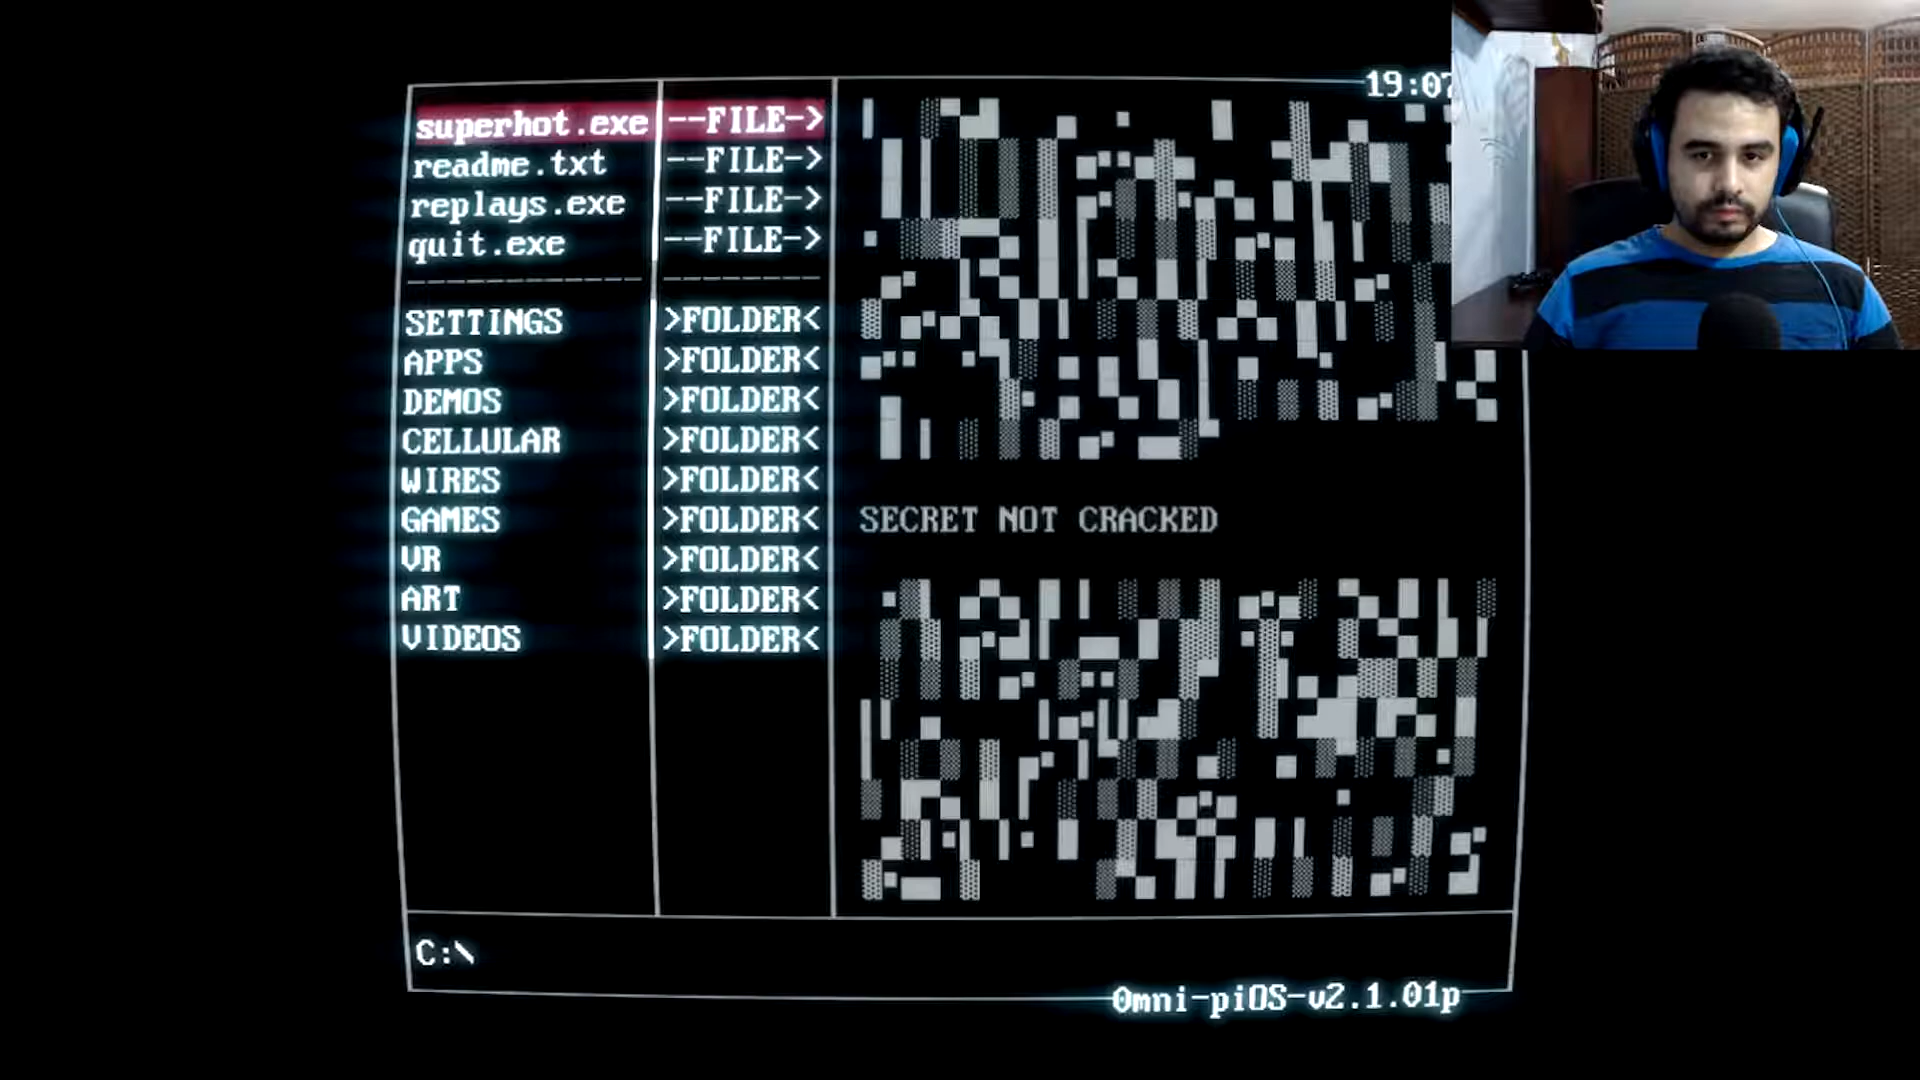 19:07
superhot.exe --FILE->
readme.txt --FILE->
replays.exe --FILE->
quit.exe --FILE->
SETTINGS >FOLDER<
APPS >FOLDER<
DEMOS >FOLDER<
CELLULAR >FOLDER<
WIRES >FOLDER<
GAMES >FOLDER<
VR >FOLDER<
ART >FOLDER<
VIDEOS >FOLDER<
SECRET NOT CRACKED
C:\
Omni-piOS-v2.1.01p